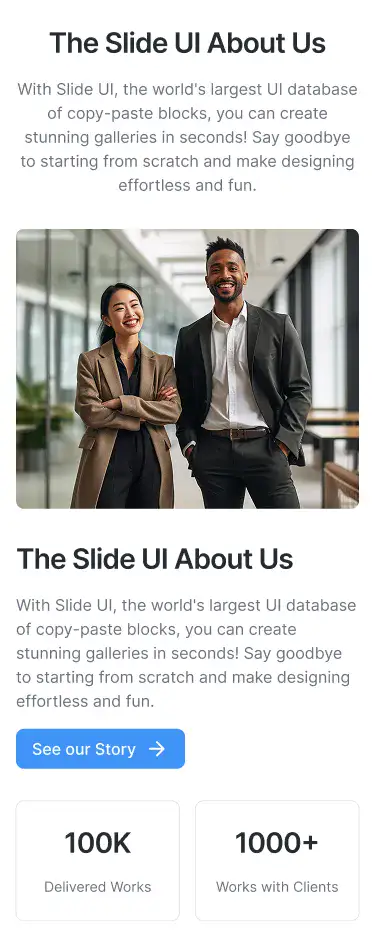 The Slide UI About Us
With Slide UI, the world's largest UI database
of copy-paste blocks, you can create
stunning galleries in seconds! Say goodbye
to starting from scratch and make designing
effortless and fun.
The Slide UI About Us
With Slide UI, the world's largest UI database
of copy-paste blocks, you can create
stunning galleries in seconds! Say goodbye
to starting from scratch and make designing
effortless and fun.
See our Story
100K
1000+
Delivered Works
Works with Clients